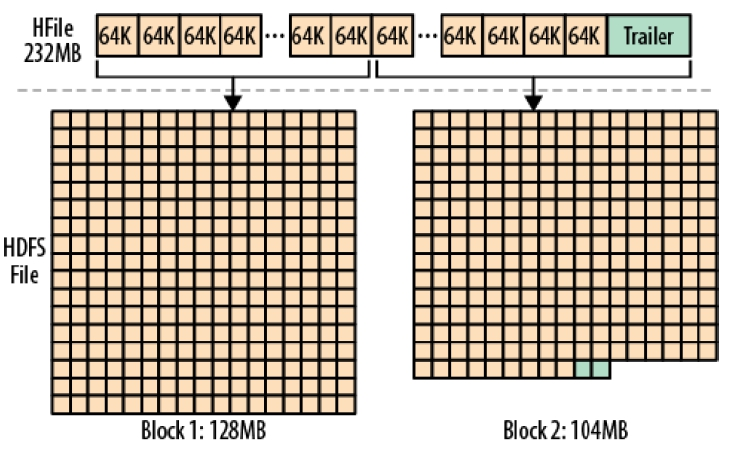 HFile
232MB
64K 64K 64K 64K ... 64K 64K 64K ... 64K 64K 64K 64K Trailer
HDFS
File
Block 1: 128MB
Block 2: 104MB